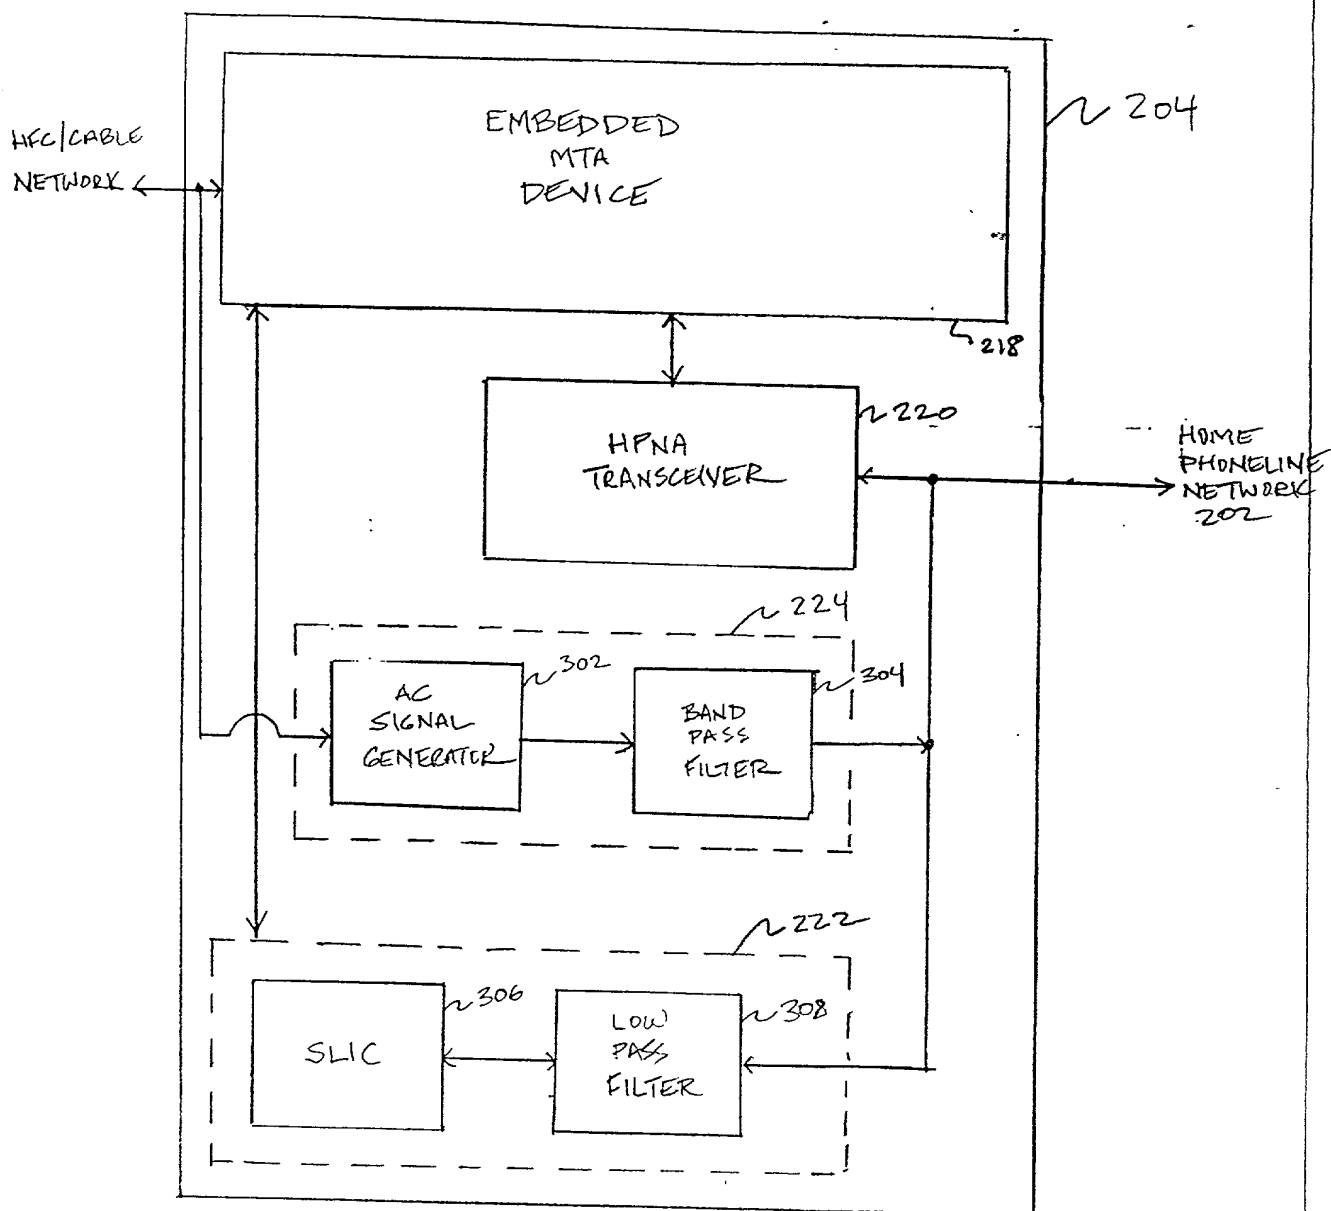 EMBEDDED
MTA
DEVICE
204
HFC/CABLE
NETWORK
218
HPNA
TRANSCEIVER
220
HOME
PHONELINE
NETWORK
202
224
AC
SIGNAL
GENERATOR
302
BAND
PASS
FILTER
304
222
SLIC
306
LOW
PASS
FILTER
308